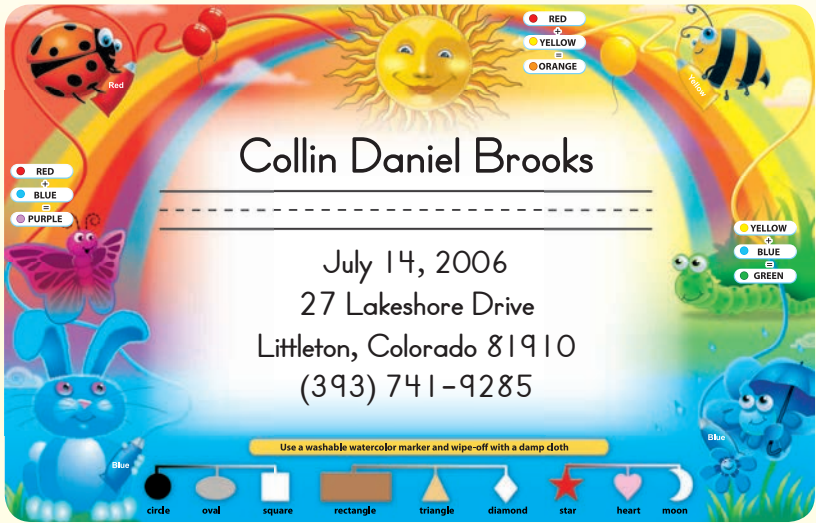 RED
+
YELLOW
=
ORANGE
Red
Yellow
Collin Daniel Brooks
RED
+
BLUE
=
PURPLE
YELLOW
+
BLUE
=
GREEN
July 14, 2006
27 Lakeshore Drive
Littleton, Colorado 81910
(393) 741-9285
Use a washable watercolor marker and wipe-off with a damp cloth
Blue
Blue
circle oval square rectangle triangle diamond star heart moon